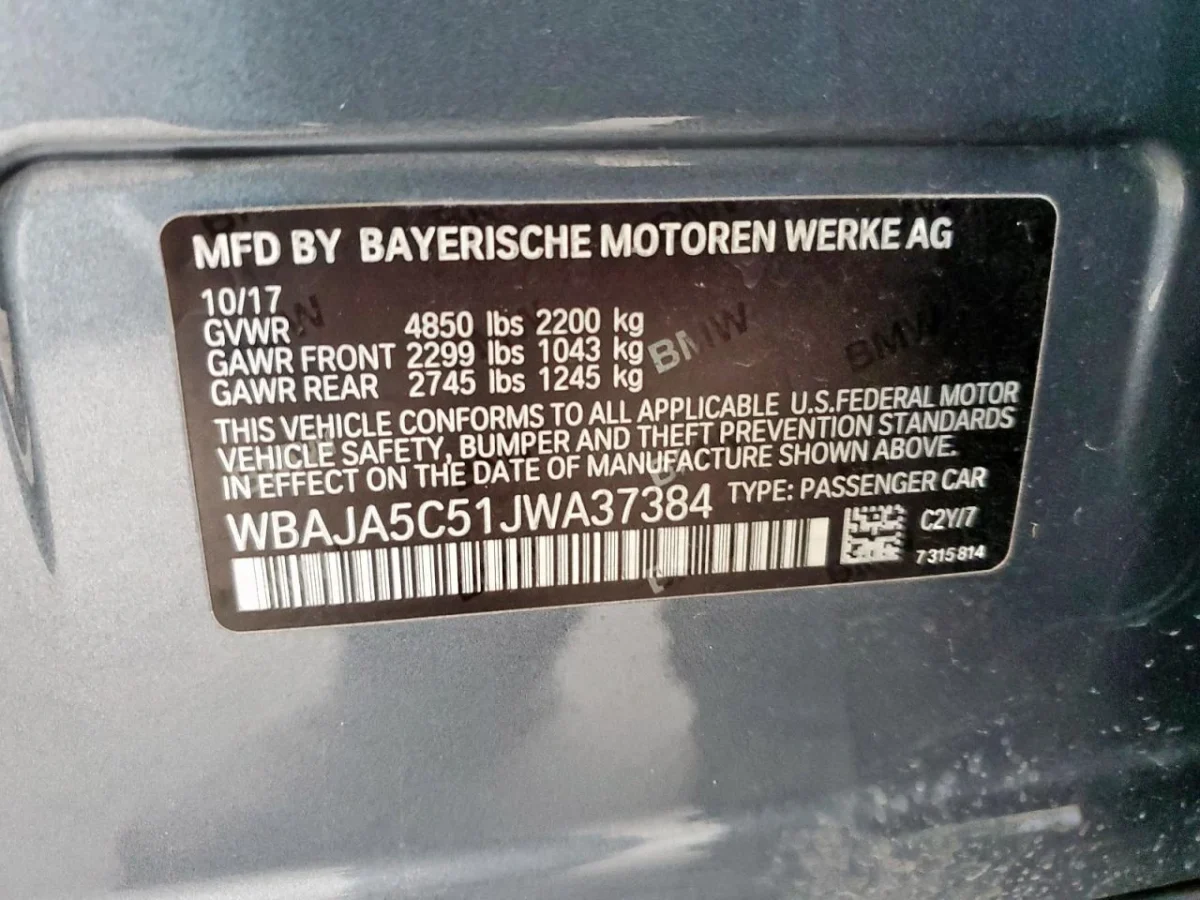 MFD BY BAYERISCHE MOTOREN WERKE AG
10/17
GVWR 4850 lbs 2200 kg
GAWR FRONT 2299 lbs 1043 kg
GAWR REAR 2745 lbs 1245 kg
THIS VEHICLE CONFORMS TO ALL APPLICABLE U.S.FEDERAL MOTOR
VEHICLE SAFETY, BUMPER AND THEFT PREVENTION STANDARDS
IN EFFECT ON THE DATE OF MANUFACTURE SHOWN ABOVE.
WBAJA5C51JWA37384 TYPE: PASSENGER CAR
C2Y/7
7315814
BMW
BMW